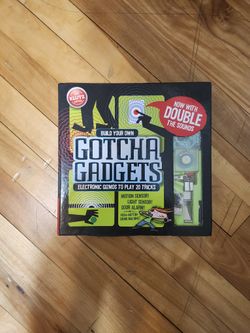 KLUTZ
NOW WITH
DOUBLE
THE SOUNDS
BUILD YOUR OWN
GOTCHA
GADGETS
ELECTRONIC GIZMOS TO PLAY 20 TRICKS
MOTION SENSOR!
LIGHT SENSOR!
DOOR ALARM!